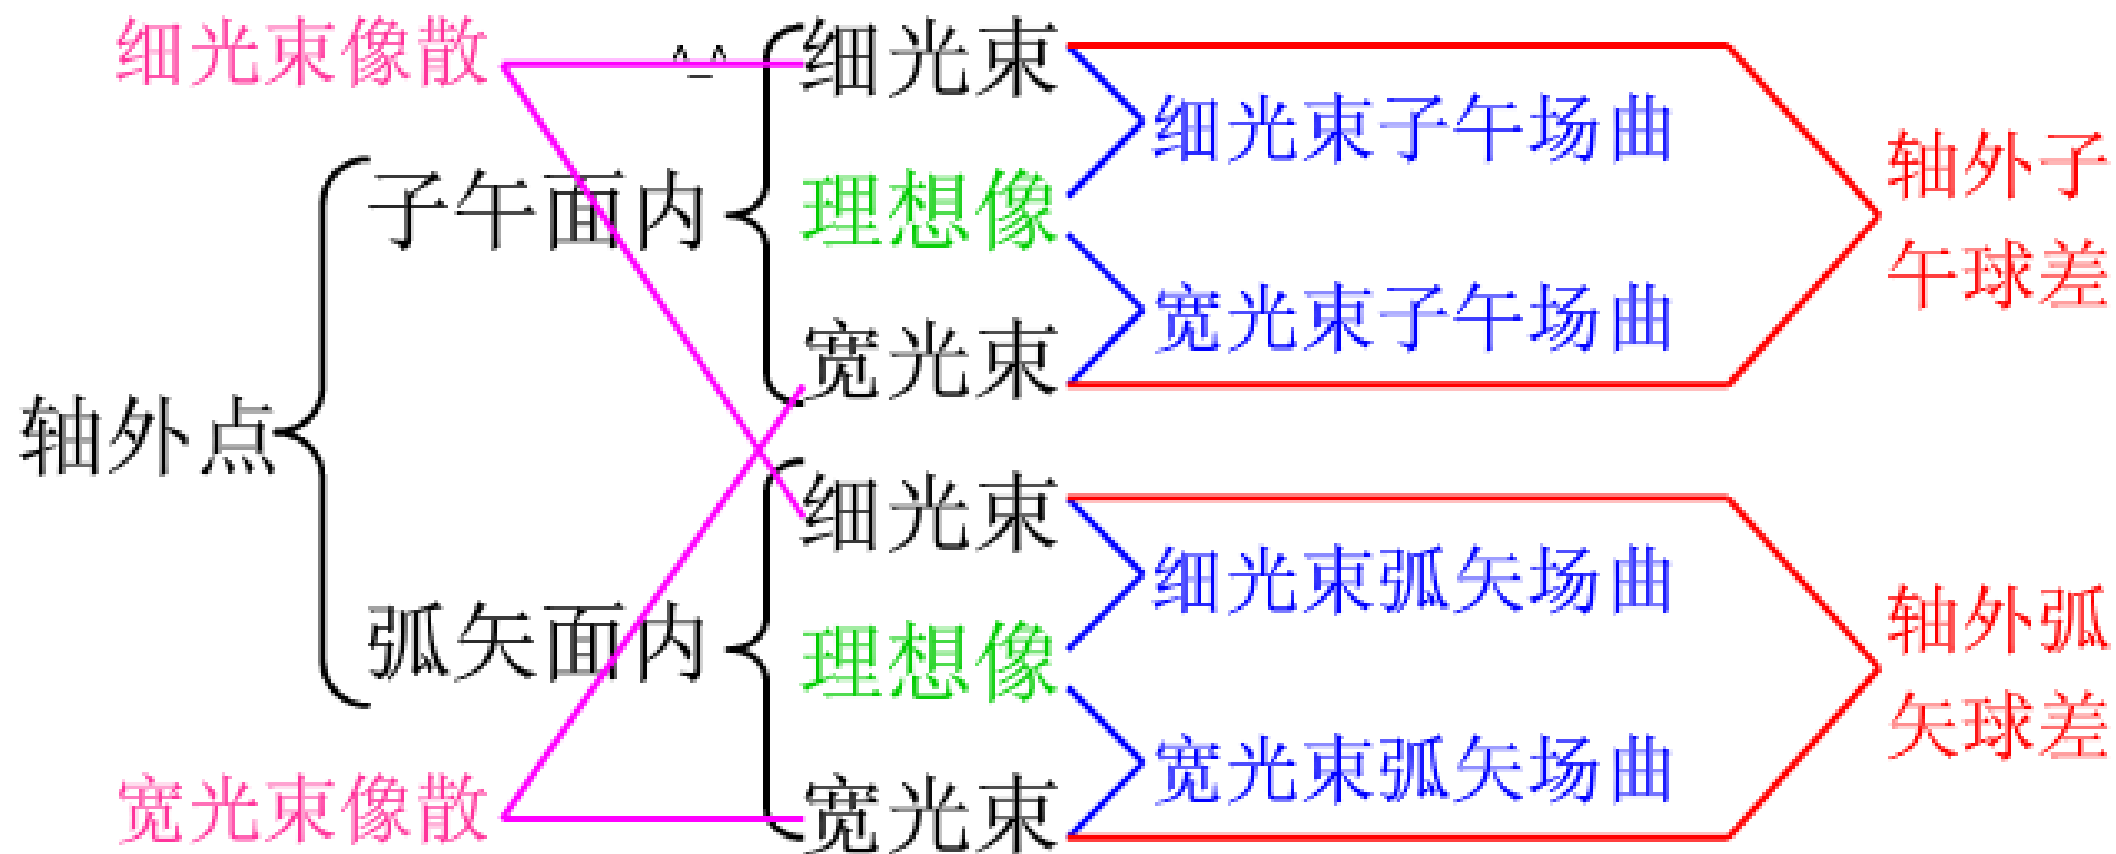 细光束像散
^_^
细光束
细光束子午场曲
轴外子
午球差
子午面内
理想像
宽光束子午场曲
宽光束
轴外点
细光束
细光束弧矢场曲
轴外弧
矢球差
弧矢面内
理想像
宽光束弧矢场曲
宽光束像散
宽光束